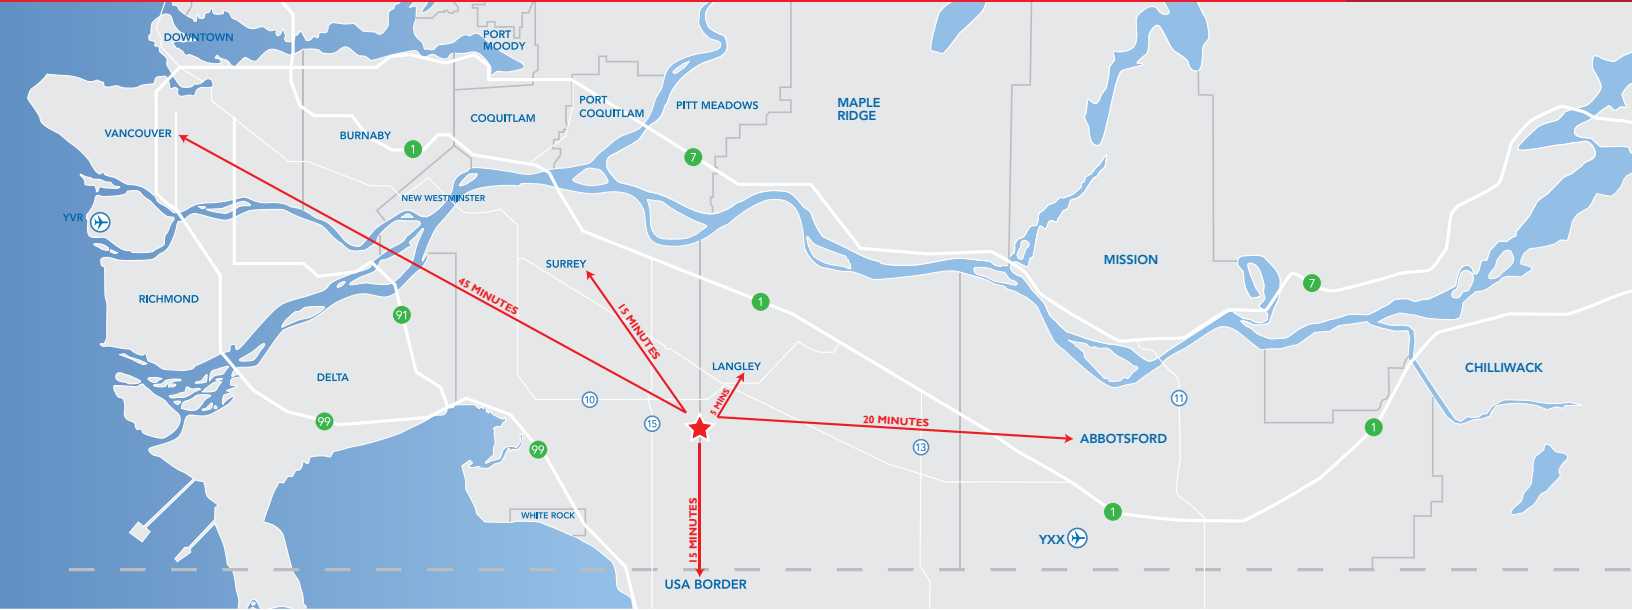 DOWNTOWN
PORT
MOODY
PORT
COQUITLAM
PITT MEADOWS
MAPLE
RIDGE
COQUITLAM
VANCOUVER
BURNABY
1
7
NEW WESTMINSTER
YVR
SURREY
MISSION
45 MINUTES
15 MINUTES
1
7
RICHMOND
91
LANGLEY
CHILLIWACK
DELTA
5 MINS
10
11
99
15
20 MINUTES
1
ABBOTSFORD
99
13
15 MINUTES
WHITE ROCK
1
YXX
USA BORDER